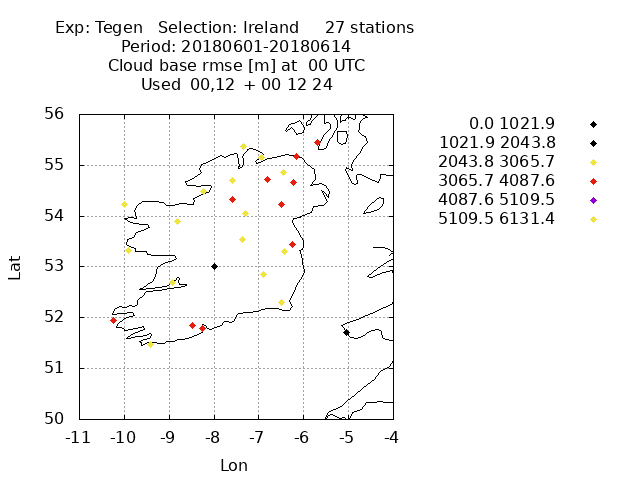 Exp: Tegen Selection: Ireland 27 stations
Period: 20180601-20180614
Cloud base rmse [m] at 00 UTC
Used 00,12 + 00 12 24
56
55
54
53
52
51
50
-11 -10 -9 -8 -7 -6 -5 -4
Lat
Lon
0.0 1021.9
1021.9 2043.8
2043.8 3065.7
3065.7 4087.6
4087.6 5109.5
5109.5 6131.4